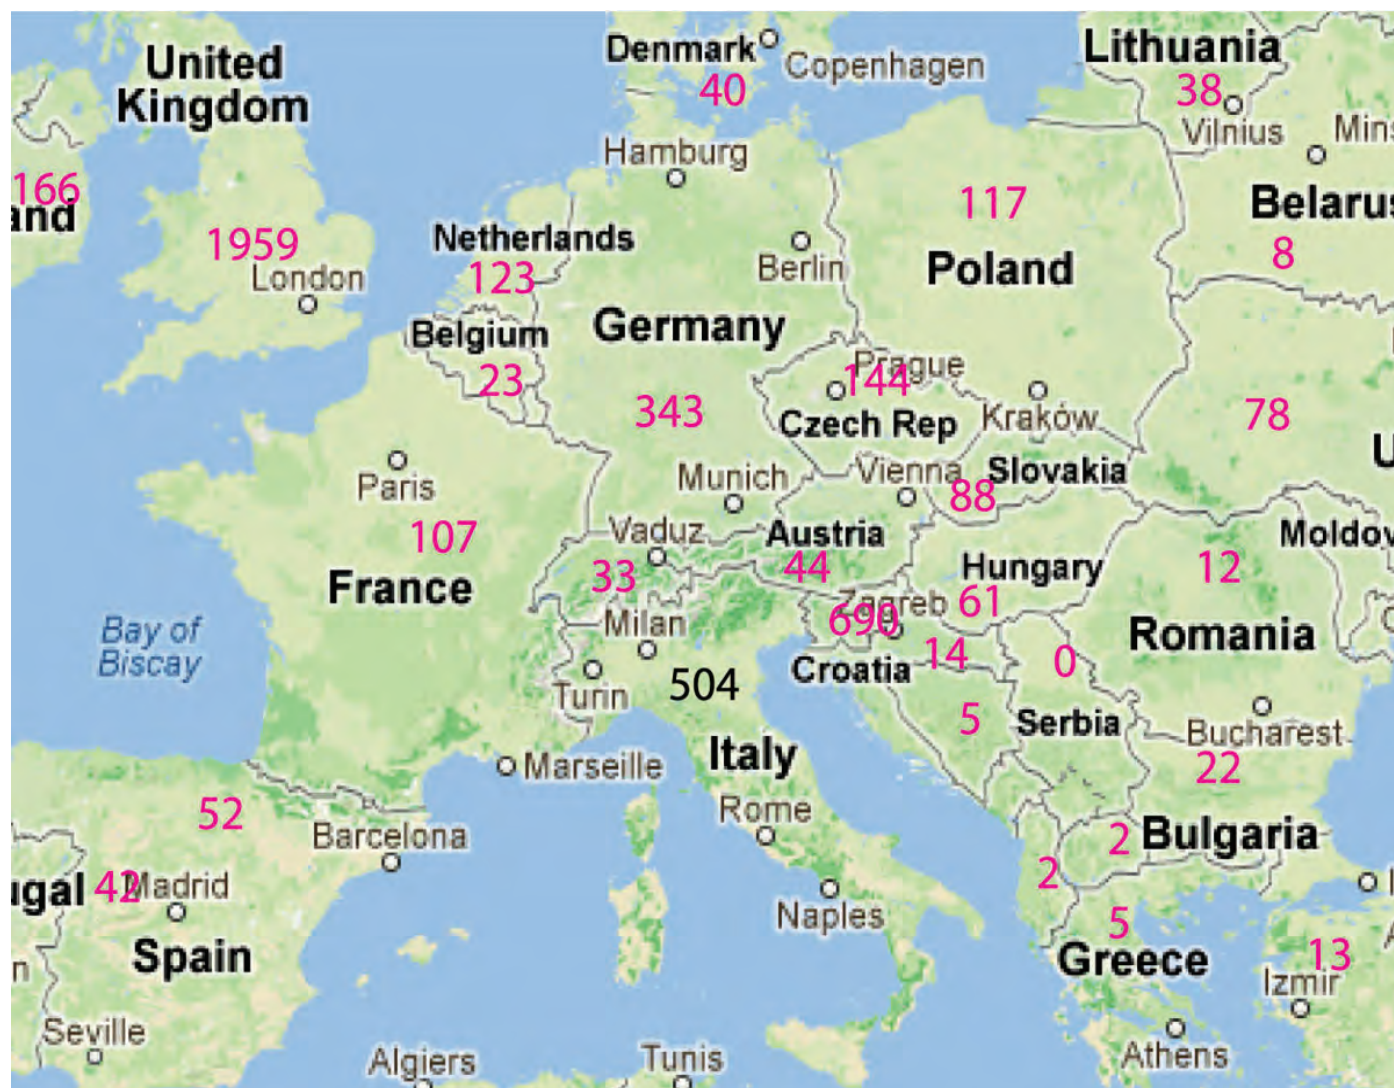 United
Kingdom
Denmark
Copenhagen
40
Lithuania
38
Vilnius
Mins
Hamburg
166
and
1959
London
Netherlands
123
Berlin
117
Poland
Belarus
8
Belgium
23
Germany
343
Prague
144
Czech Rep
Kraków
78
U
Paris
107
France
Munich
Vienna
88
Slovakia
Vaduz
33
Austria
44
Hungary
61
12
Moldov
Bay of
Biscay
Milan
Turin
504
Zagreb
690
Croatia
14
0
Romania
5
Serbia
Bucharest
22
Marseille
Italy
Rome
52
Barcelona
2
Bulgaria
2
ugal
42
Madrid
Spain
Naples
5
Greece
13
Izmir
I
A
n
Seville
Algiers
Tunis
Athens